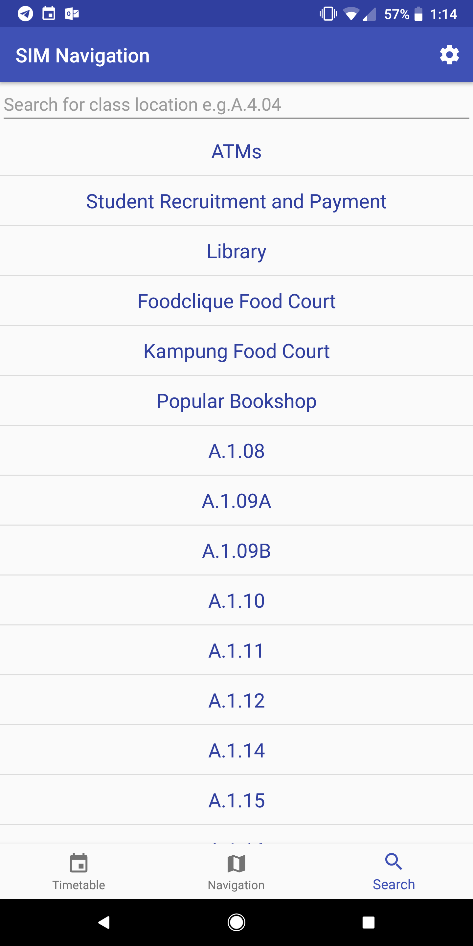 57% 1:14
SIM Navigation
Search for class location e.g.A.4.04
ATMs
Student Recruitment and Payment
Library
Foodclique Food Court
Kampung Food Court
Popular Bookshop
A.1.08
A.1.09A
A.1.09B
A.1.10
A.1.11
A.1.12
A.1.14
A.1.15
Timetable Navigation Search